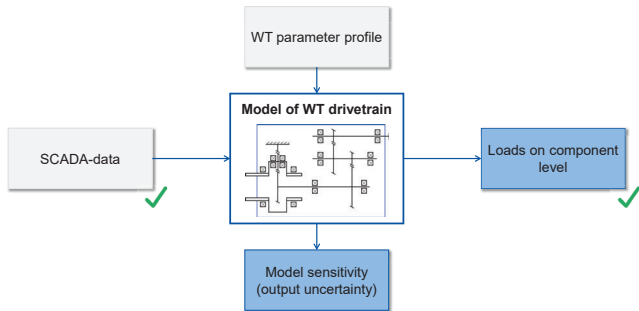 WT parameter profile
Model of WT drivetrain
SCADA-data
Loads on component
level
Model sensitivity
(output uncertainty)